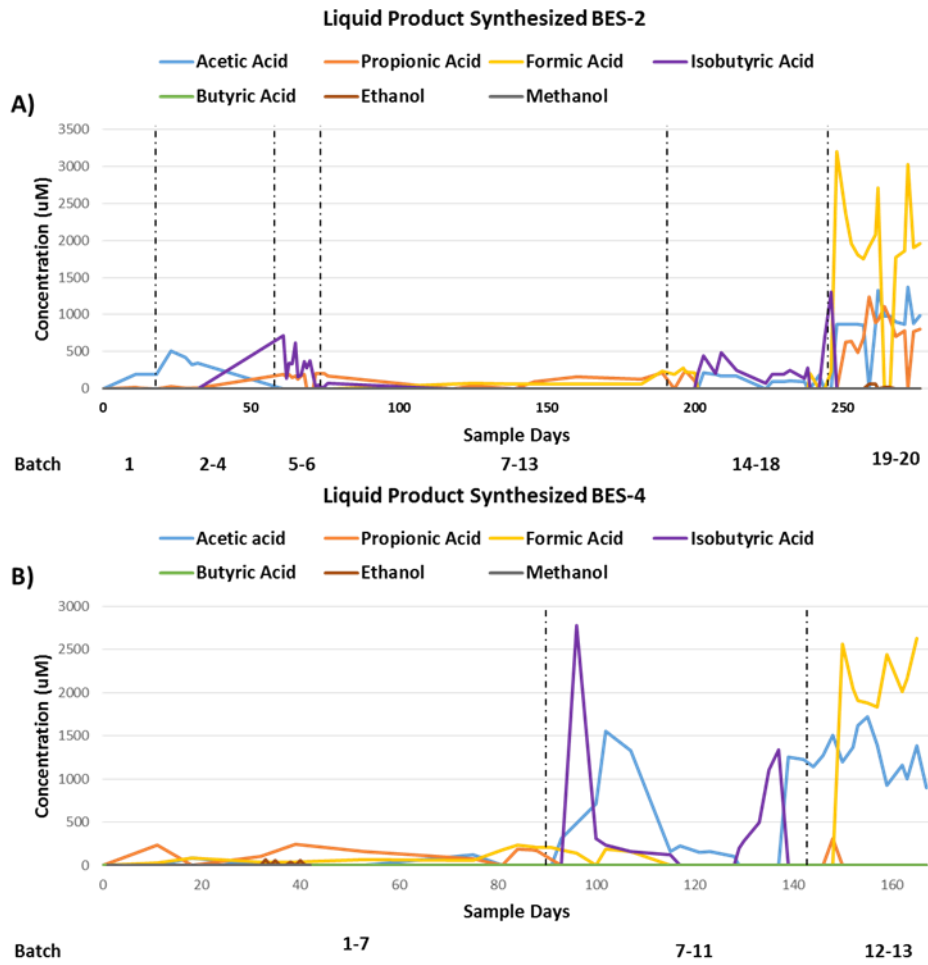 Liquid Product Synthesized BES-2
Acetic Acid Propionic Acid Formic Acid Isobutyric Acid
Butyric Acid Ethanol Methanol
A)
3500
3000
2500
2000
1500
1000
500
0
Concentration (uM)
0 50 100 150 200 250
Sample Days
Batch 1 2-4 5-6 7-13 14-18 19-20
Liquid Product Synthesized BES-4
Acetic acid Propionic Acid Formic Acid Isobutyric Acid
Butyric Acid Ethanol Methanol
B)
3000
2500
2000
1500
1000
500
0
Concentration (uM)
0 20 40 60 80 100 120 140 160
Sample Days
Batch 1-7 7-11 12-13